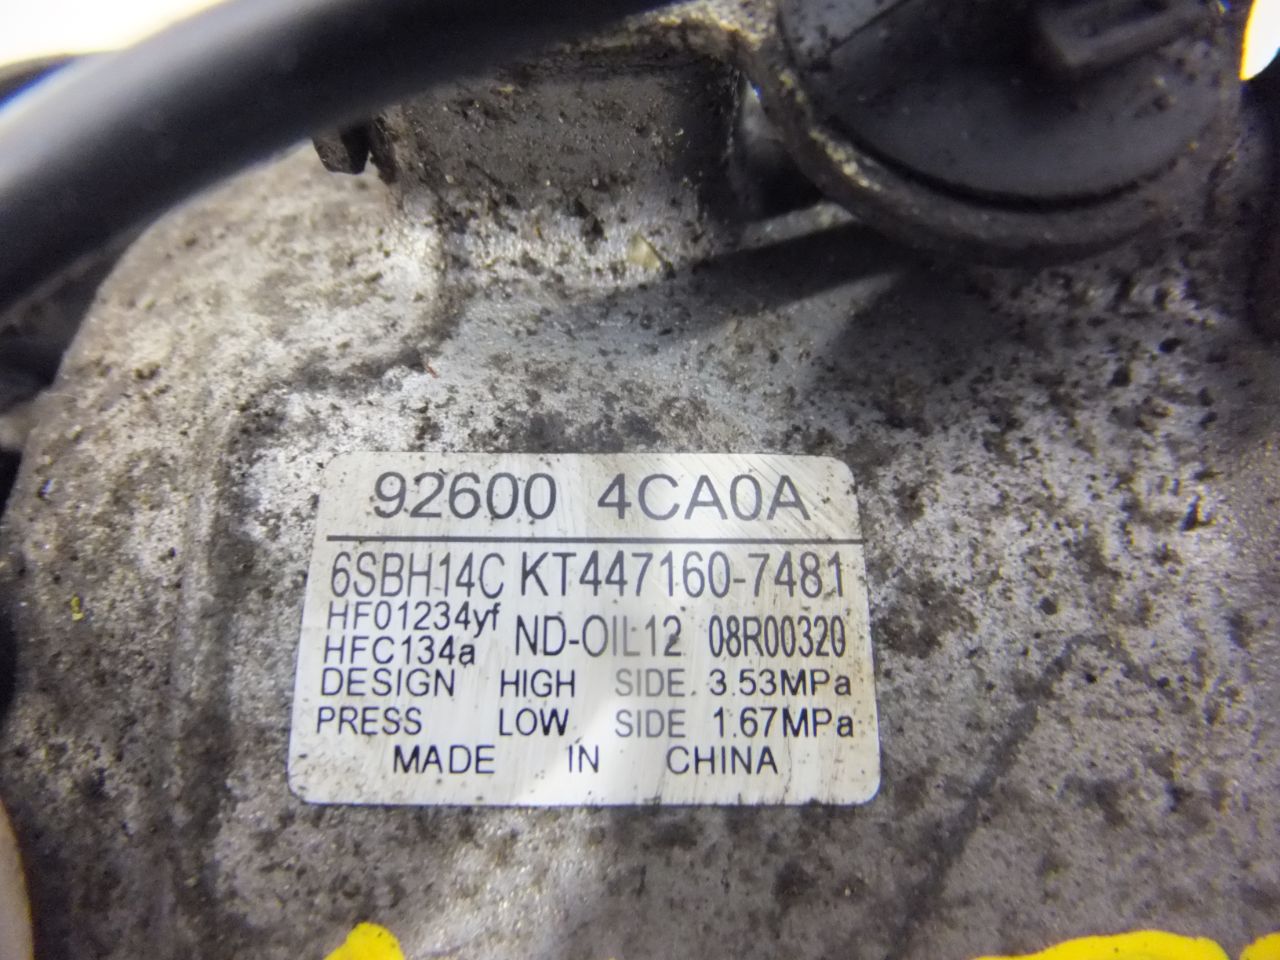 92600 4CA0A
6SBH14C KT447160-7481
HF01234yf
HFC134a ND-OIL12 08R00320
DESIGN HIGH SIDE 3.53MPa
PRESS LOW SIDE 1.67MPa
MADE IN CHINA